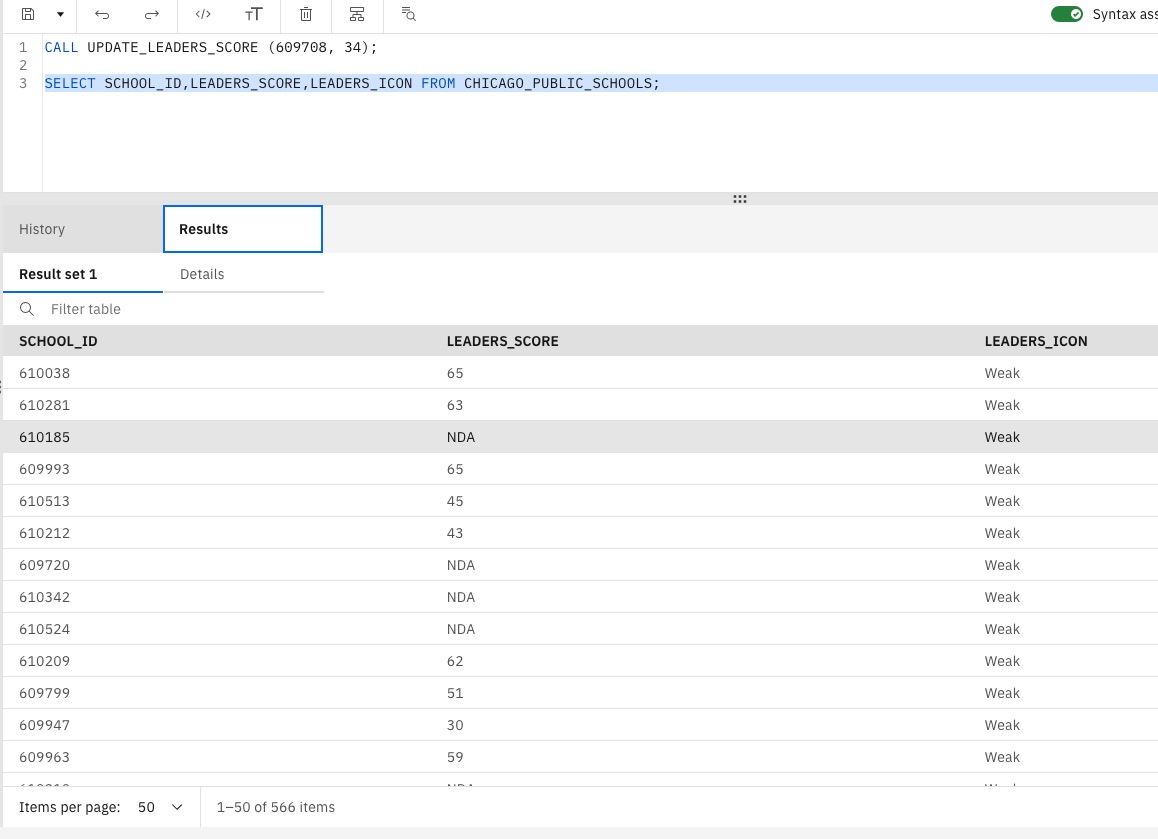 Syntax ass
1 CALL UPDATE_LEADERS_SCORE (609708, 34);
2
3 SELECT SCHOOL_ID,LEADERS_SCORE,LEADERS_ICON FROM CHICAGO_PUBLIC_SCHOOLS;
History Results
Result set 1 Details
Filter table
SCHOOL_ID LEADERS_SCORE LEADERS_ICON
610038 65 Weak
610281 63 Weak
610185 NDA Weak
609993 65 Weak
610513 45 Weak
610212 43 Weak
609720 NDA Weak
610342 NDA Weak
610524 NDA Weak
610209 62 Weak
609799 51 Weak
609947 30 Weak
609963 59 Weak
Items per page: 50 1–50 of 566 items